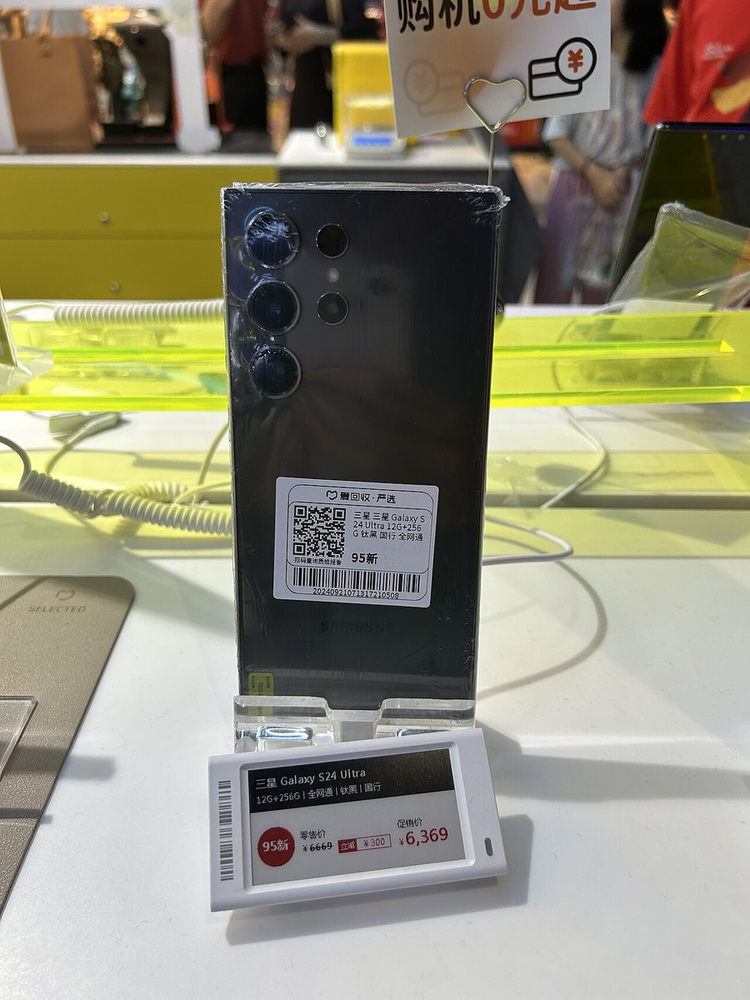 购机0元起
¥
¥
爱回收·严选
三星 三星 Galaxy S
24 Ultra 12G+256
G 钛黑 国行 全网通
95新
扫码查询质检报告
20240921071317210508
SAMSUNG
SELECTED
三星 Galaxy S24 Ultra
12G+256G | 全网通 | 钛黑 | 国行
95新
零售价
¥6669
立减 ¥300
促销价
¥6,369